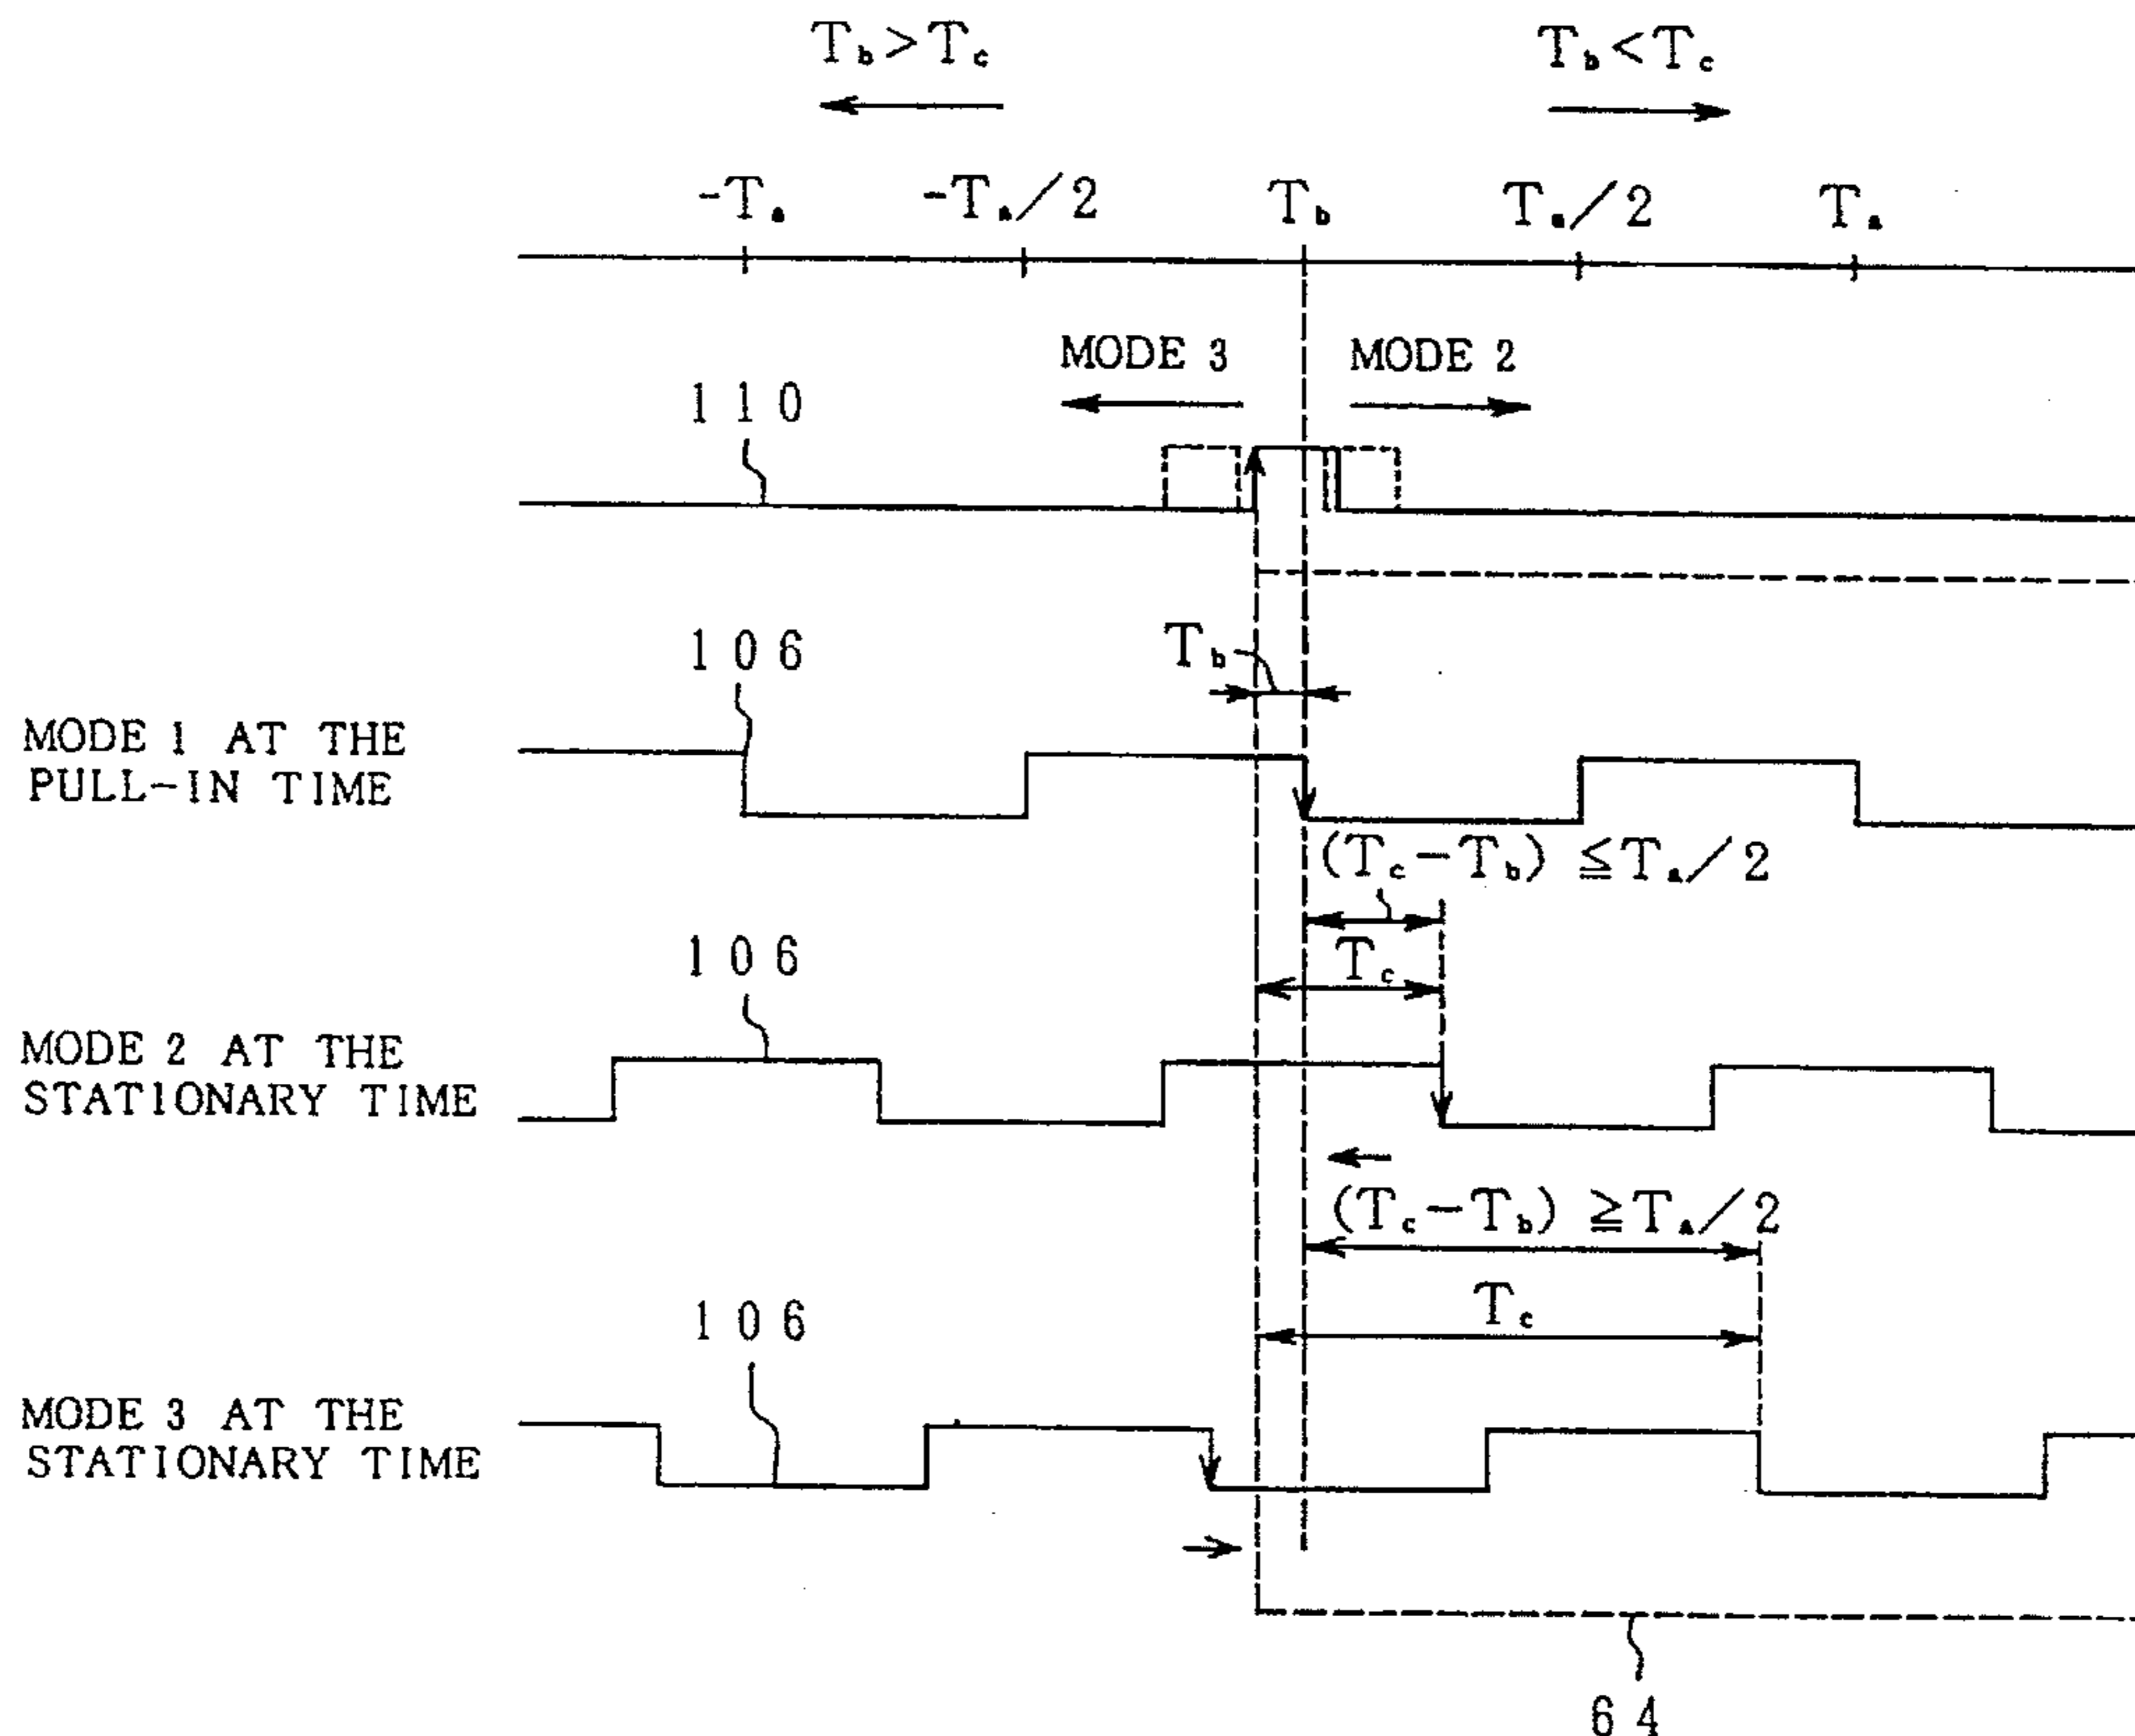 Tb>Tc
Tb<Tc
-Ta
-Ta/2
Tb
Ta/2
Ta
MODE 3
MODE 2
110
106
Tb
MODE 1 AT THE
PULL-IN TIME
(Tc-Tb) ≦Ta/2
106
Tc
MODE 2 AT THE
STATIONARY TIME
(Tc-Tb) ≧Ta/2
106
Tc
MODE 3 AT THE
STATIONARY TIME
64